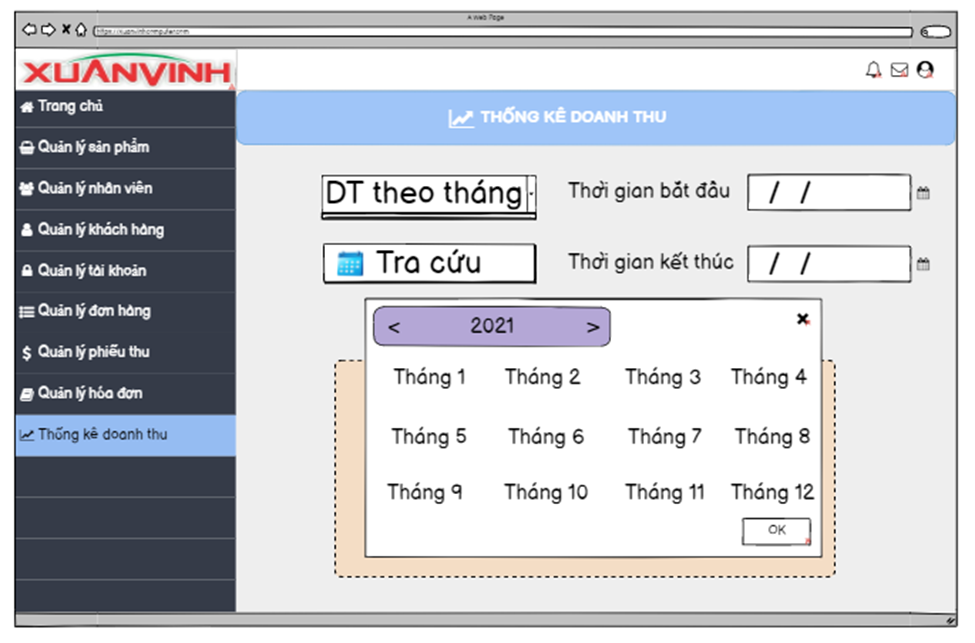 A Web Page
XUÂNVINH
Trang chủ
Quản lý sản phẩm
Quản lý nhân viên
Quản lý khách hàng
Quản lý tài khoản
Quản lý đơn hàng
Quản lý phiếu thu
Quản lý hóa đơn
Thống kê doanh thu
THỐNG KÊ DOANH THU
DT theo tháng
Thời gian bắt đầu / /
Tra cứu
Thời gian kết thúc / /
< 2021 >
Tháng 1 Tháng 2 Tháng 3 Tháng 4
Tháng 5 Tháng 6 Tháng 7 Tháng 8
Tháng 9 Tháng 10 Tháng 11 Tháng 12
OK